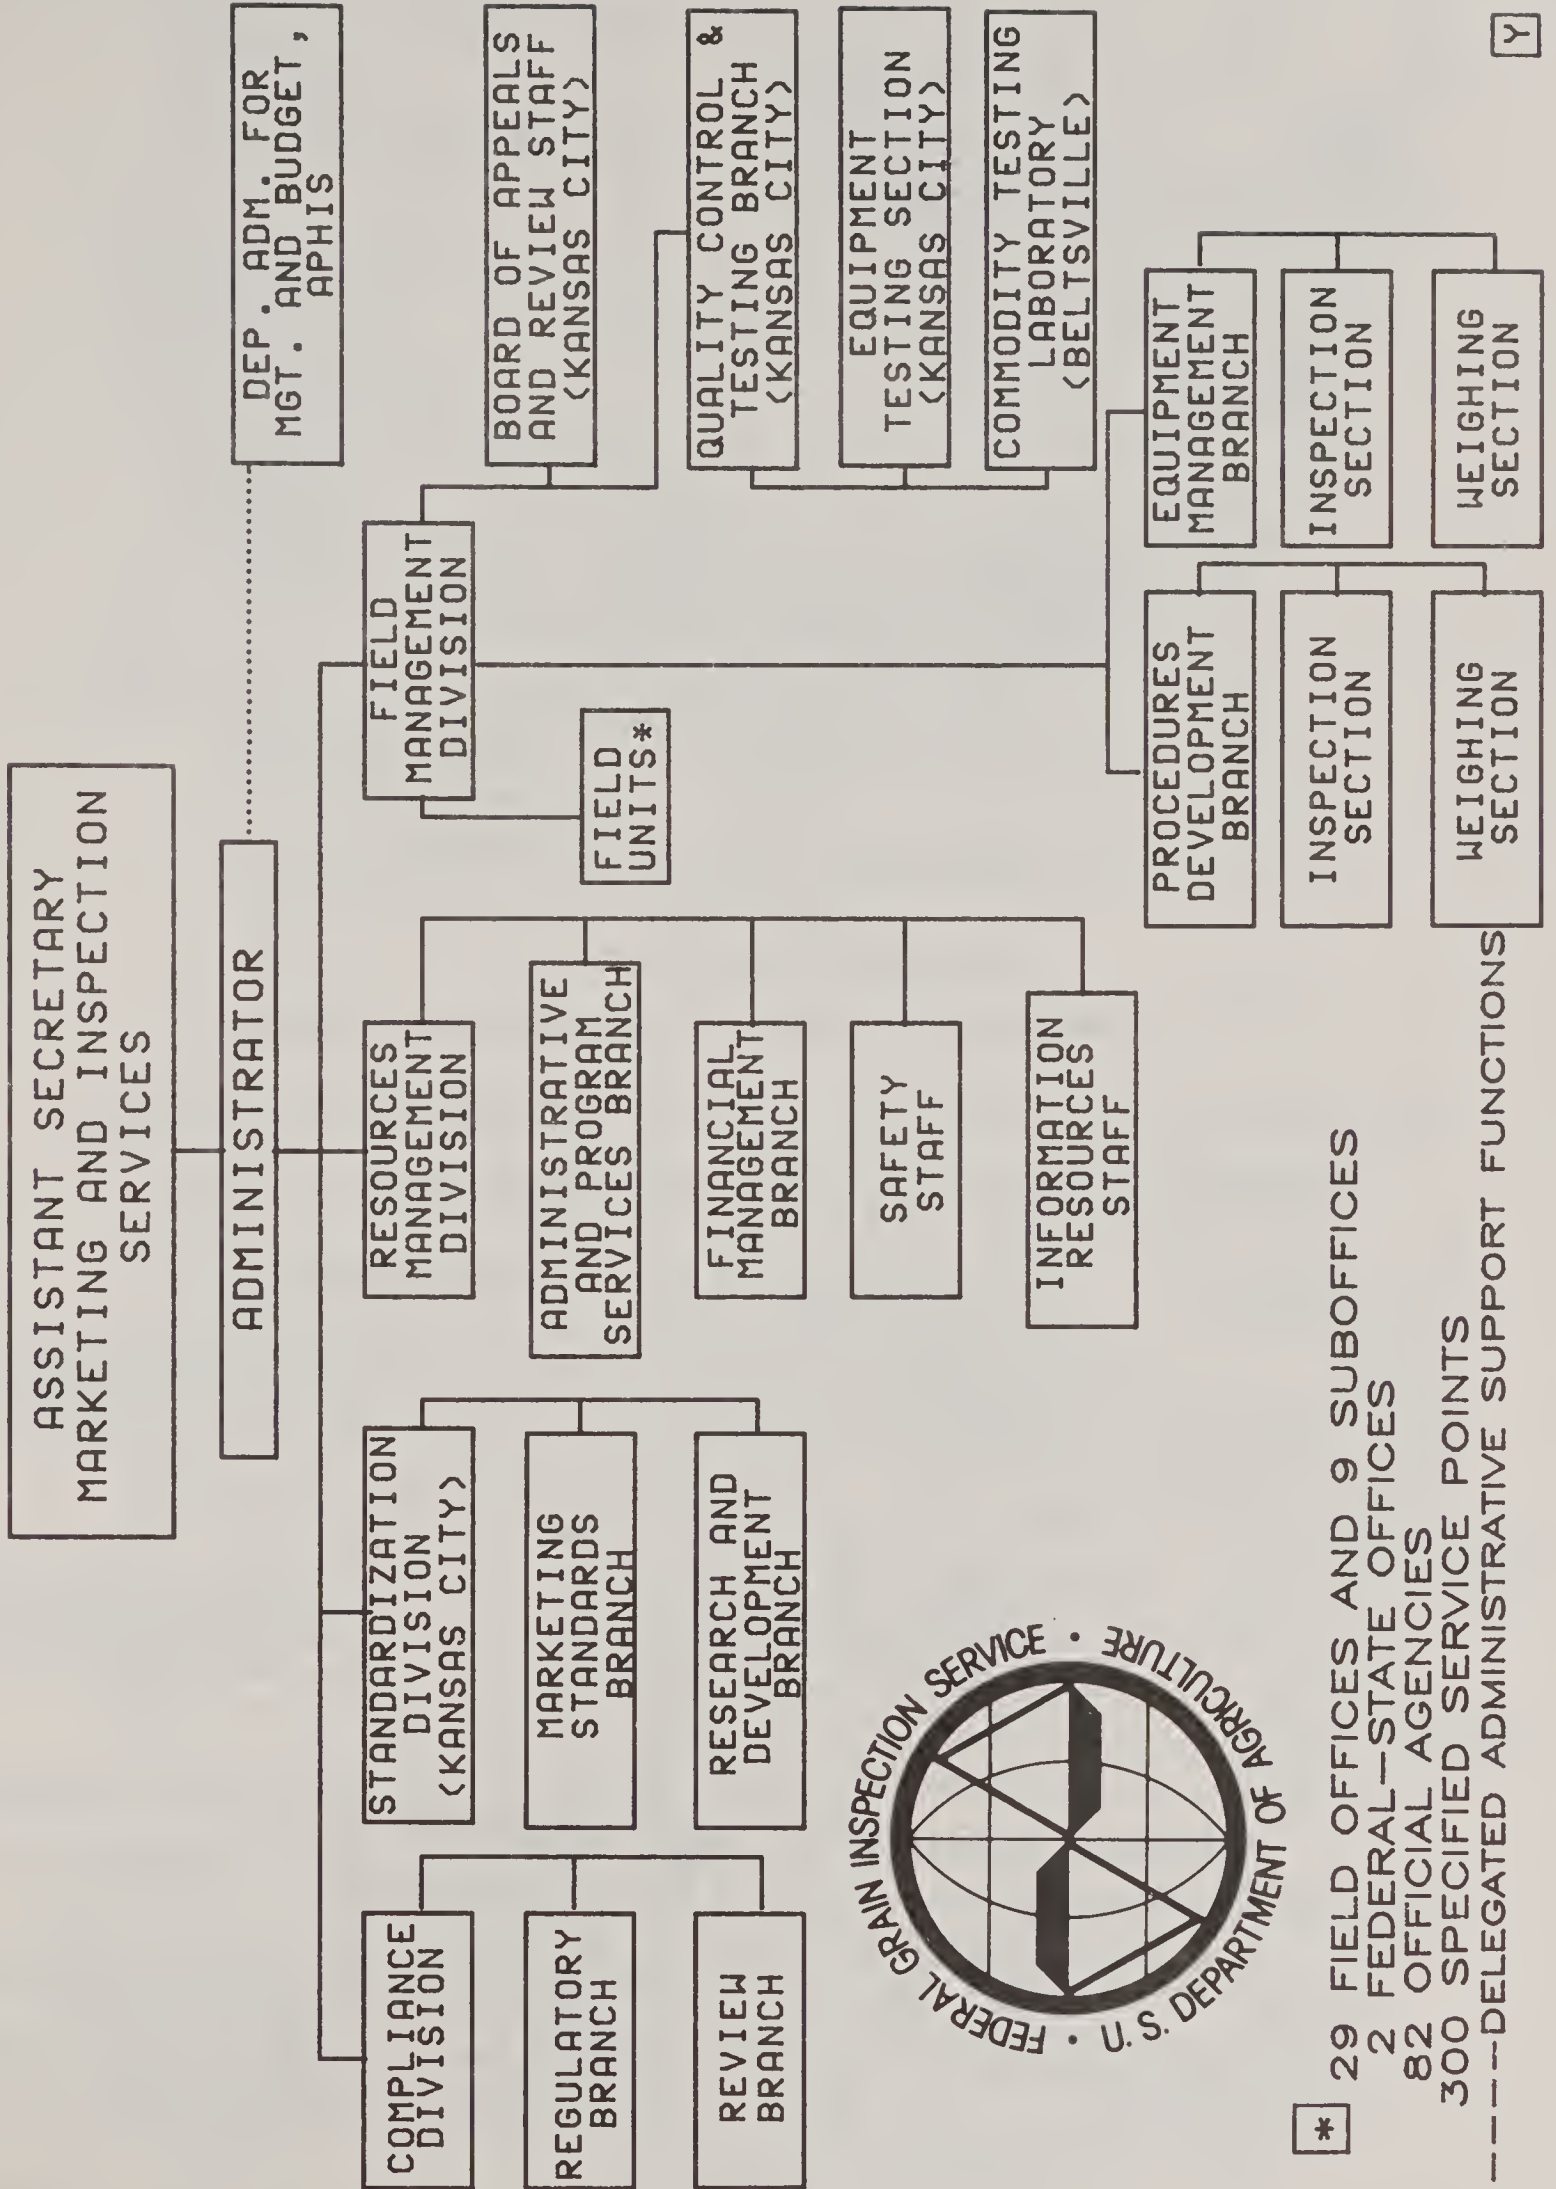 ASSISTANT SECRETARY
MARKETING AND INSPECTION
SERVICES
ADMINISTRATOR
DEP. ADM. FOR
MGT. AND BUDGET,
APHIS
COMPLIANCE
DIVISION
REGULATORY
BRANCH
REVIEW
BRANCH
STANDARDIZATION
DIVISION
<KANSAS CITY>
MARKETING
STANDARDS
BRANCH
RESEARCH AND
DEVELOPMENT
BRANCH
RESOURCES
MANAGEMENT
DIVISION
ADMINISTRATIVE
AND PROGRAM
SERVICES BRANCH
FINANCIAL
MANAGEMENT
BRANCH
SAFETY
STAFF
INFORMATION
RESOURCES
STAFF
FIELD
MANAGEMENT
DIVISION
FIELD
UNITS*
BOARD OF APPEALS
AND REVIEW STAFF
<KANSAS CITY>
QUALITY CONTROL &
TESTING BRANCH
<KANSAS CITY>
EQUIPMENT
TESTING SECTION
<KANSAS CITY>
COMMODITY TESTING
LABORATORY
<BELTSVILLE>
PROCEDURES
DEVELOPMENT
BRANCH
INSPECTION
SECTION
WEIGHING
SECTION
EQUIPMENT
MANAGEMENT
BRANCH
INSPECTION
SECTION
WEIGHING
SECTION
FEDERAL GRAIN INSPECTION SERVICE •
U. S. DEPARTMENT OF AGRICULTURE •
* 29 FIELD OFFICES AND 9 SUBOFFICES
2 FEDERAL-STATE OFFICES
82 OFFICIAL AGENCIES
300 SPECIFIED SERVICE POINTS
----DELEGATED ADMINISTRATIVE SUPPORT FUNCTIONS
Y